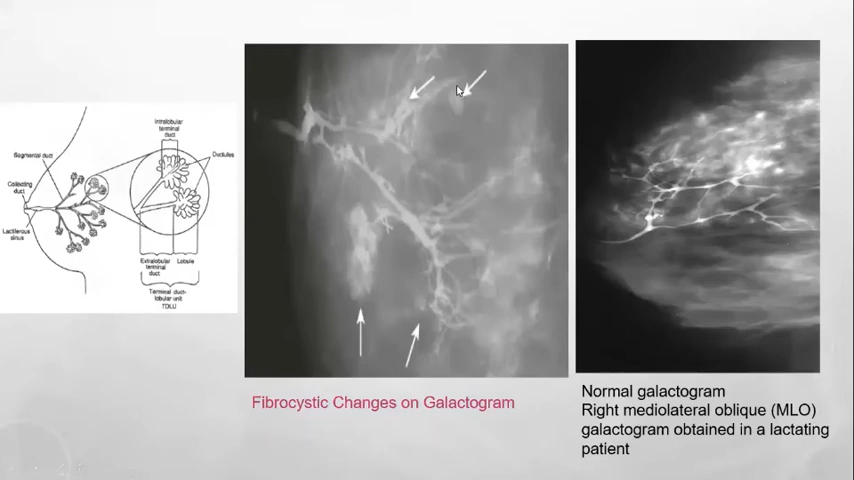 Intralobular
terminal
duct
Ductules
Segmental duct
Collecting
duct
Lactiferous
sinus
Extralobular
terminal
duct
Lobule
Terminal duct-
lobular unit
TDLU
Fibrocystic Changes on Galactogram
Normal galactogram
Right mediolateral oblique (MLO)
galactogram obtained in a lactating
patient